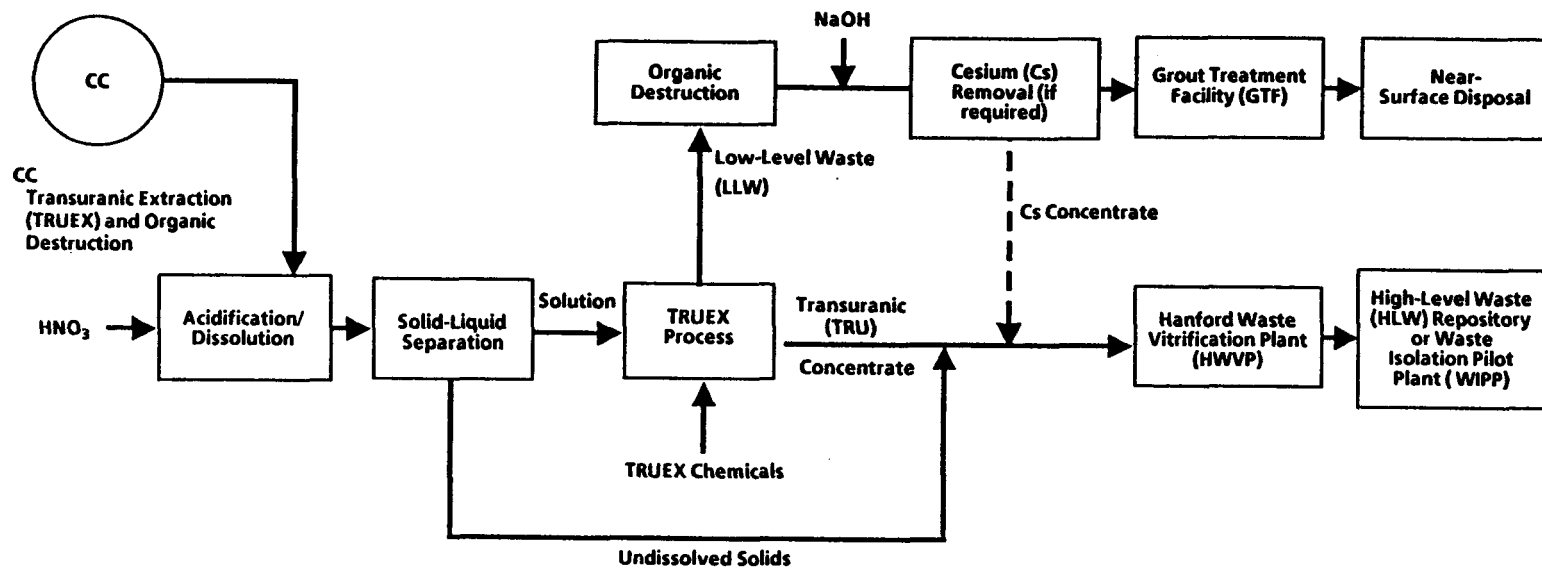 CC
CC
Transuranic Extraction
(TRUEX) and Organic
Destruction
HNO₃
Acidification/
Dissolution
Solid-Liquid
Separation
Solution
TRUEX
Process
TRUEX Chemicals
Undissolved Solids
Low-Level Waste
(LLW)
Organic
Destruction
NaOH
Cesium (Cs)
Removal (if
required)
Grout Treatment
Facility (GTF)
Near-
Surface Disposal
Cs Concentrate
Transuranic
(TRU)
Concentrate
Hanford Waste
Vitrification Plant
(HWVP)
High-Level Waste
(HLW) Repository
or Waste
Isolation Pilot
Plant ( WIPP)